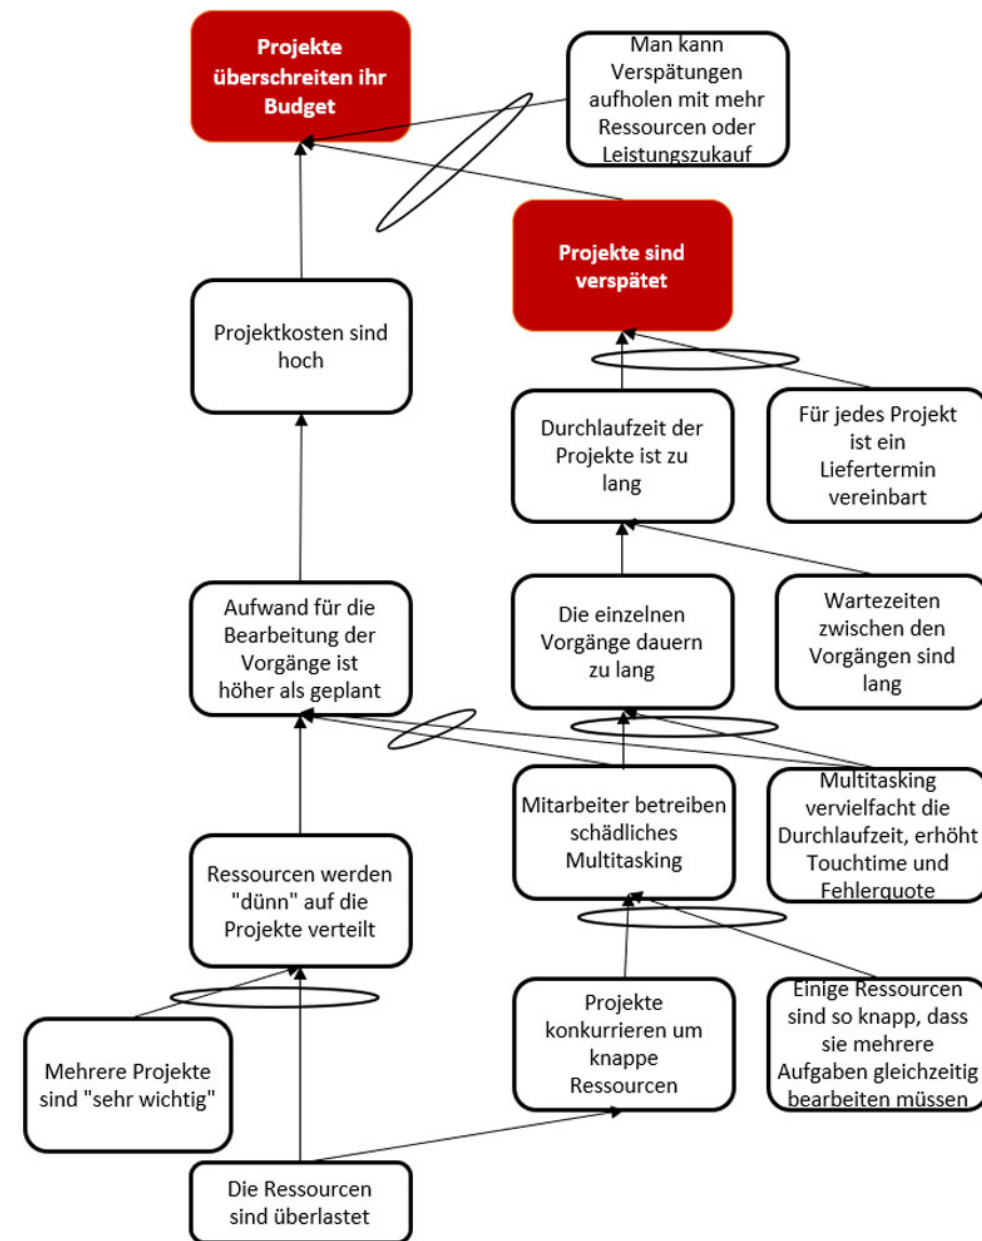 Projekte
überschreiten ihr
Budget
Man kann
Verspätungen
aufholen mit mehr
Ressourcen oder
Leistungszukauf
Projekte sind
verspätet
Projektkosten sind
hoch
Durchlaufzeit der
Projekte ist zu
lang
Für jedes Projekt
ist ein
Liefertermin
vereinbart
Aufwand für die
Bearbeitung der
Vorgänge ist
höher als geplant
Die einzelnen
Vorgänge dauern
zu lang
Wartezeiten
zwischen den
Vorgängen sind
lang
Mitarbeiter betreiben
schädliches
Multitasking
Multitasking
vervielfacht die
Durchlaufzeit, erhöht
Touchtime und
Fehlerquote
Ressourcen werden
"dünn" auf die
Projekte verteilt
Projekte
konkurrieren um
knappe
Ressourcen
Einige Ressourcen
sind so knapp, dass
sie mehrere
Aufgaben gleichzeitig
bearbeiten müssen
Mehrere Projekte
sind "sehr wichtig"
Die Ressourcen
sind überlastet